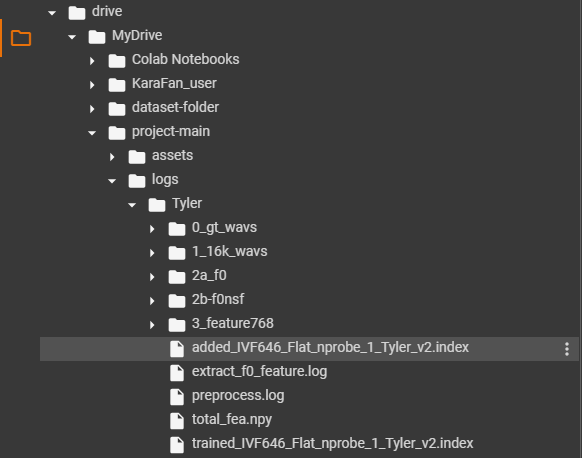 drive
MyDrive
Colab Notebooks
KaraFan_user
dataset-folder
project-main
assets
logs
Tyler
0_gt_wavs
1_16k_wavs
2a_f0
2b-f0nsf
3_feature768
added_IVF646_Flat_nprobe_1_Tyler_v2.index
extract_f0_feature.log
preprocess.log
total_fea.npy
trained_IVF646_Flat_nprobe_1_Tyler_v2.index